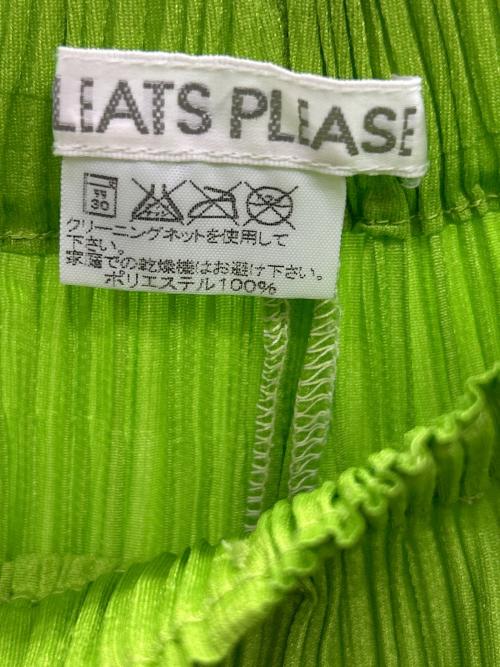 LEATS PLEASE
弱
30
クリーニングネットを使用して
下さい。
家庭での乾燥機はお避け下さい。
ポリエステル100%